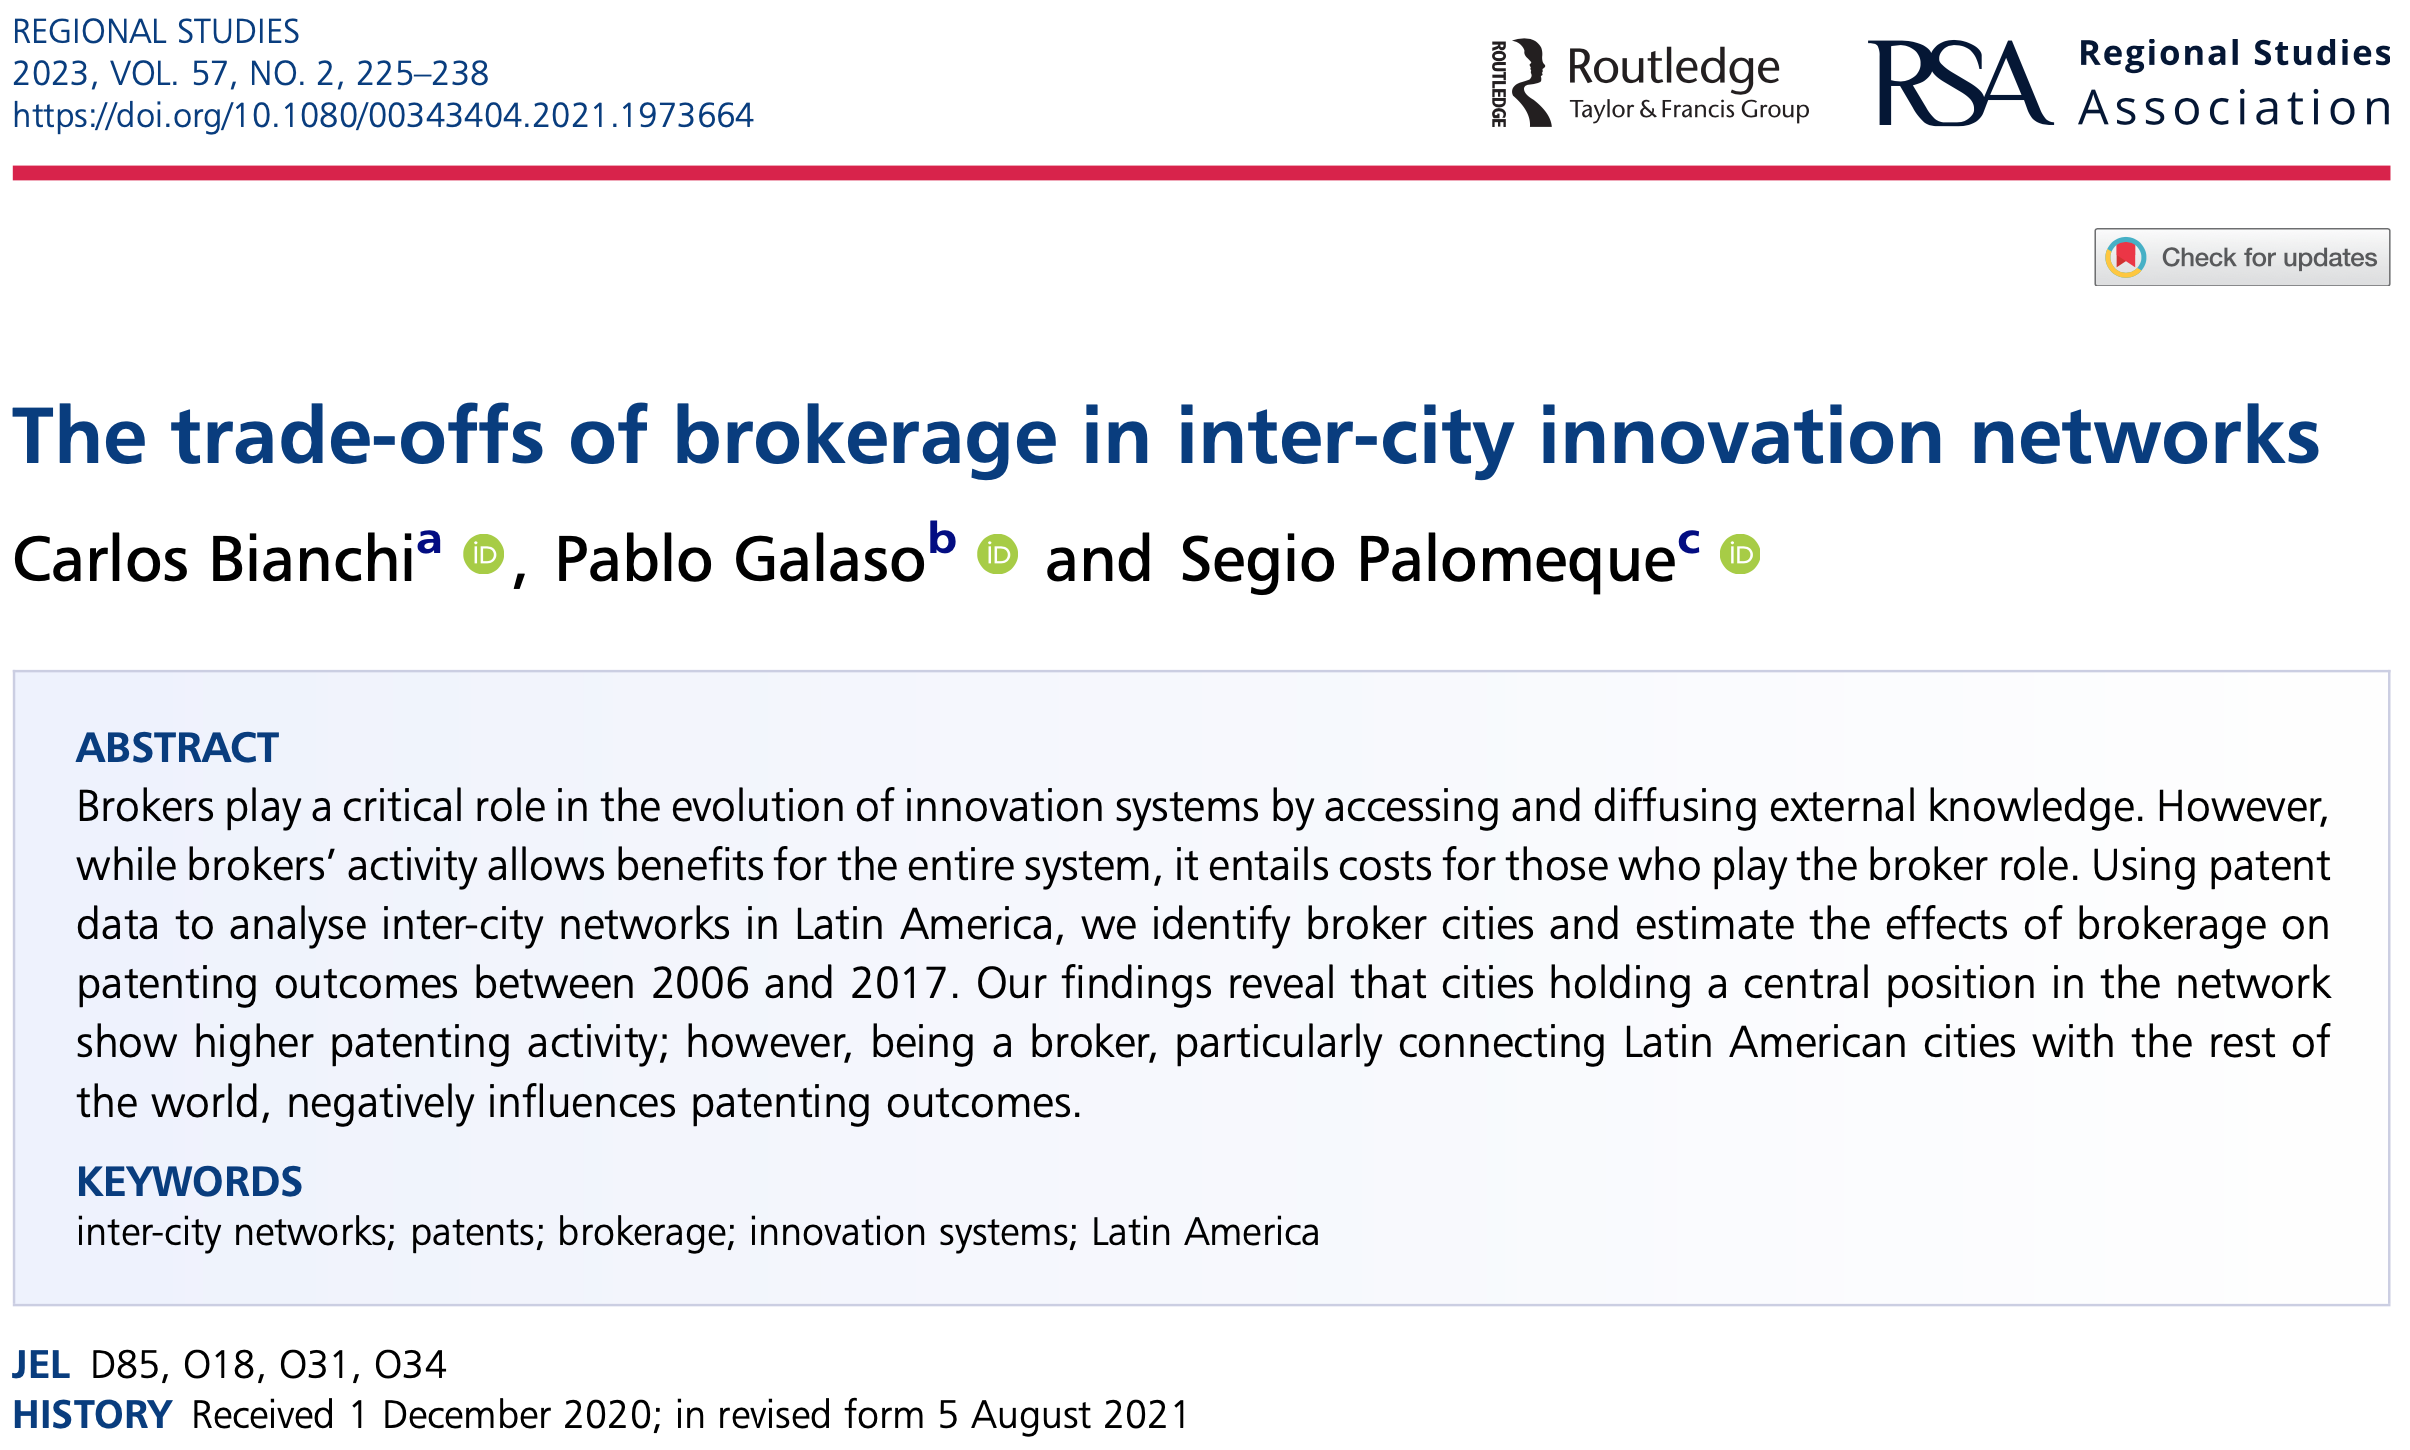 REGIONAL STUDIES
2023, VOL. 57, NO. 2, 225–238
https://doi.org/10.1080/00343404.2021.1973664
ROUTLEDGE
Routledge
Taylor & Francis Group
RSA
Regional Studies
Association
Check for updates
The trade-offs of brokerage in inter-city innovation networks
Carlos Bianchiᵃ iD, Pablo Galasoᵇ iD and Segio Palomequeᶜ iD
ABSTRACT
Brokers play a critical role in the evolution of innovation systems by accessing and diffusing external knowledge. However,
while brokers’ activity allows benefits for the entire system, it entails costs for those who play the broker role. Using patent
data to analyse inter-city networks in Latin America, we identify broker cities and estimate the effects of brokerage on
patenting outcomes between 2006 and 2017. Our findings reveal that cities holding a central position in the network
show higher patenting activity; however, being a broker, particularly connecting Latin American cities with the rest of
the world, negatively influences patenting outcomes.
KEYWORDS
inter-city networks; patents; brokerage; innovation systems; Latin America
JEL D85, O18, O31, O34
HISTORY Received 1 December 2020; in revised form 5 August 2021